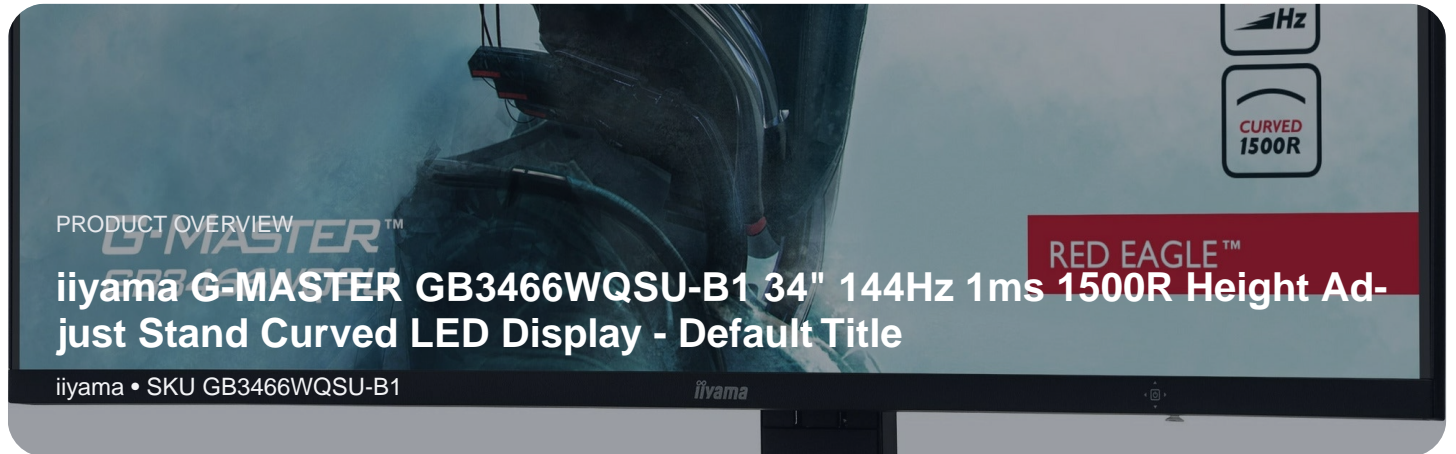 Hz
CURVED
1500R
PRODUCT OVERVIEW
G-MASTER™
RED EAGLE™
GB3466WQSU
iiyama G-MASTER GB3466WQSU-B1 34" 144Hz 1ms 1500R Height Ad-
just Stand Curved LED Display - Default Title
iiyama • SKU GB3466WQSU-B1
iiyama